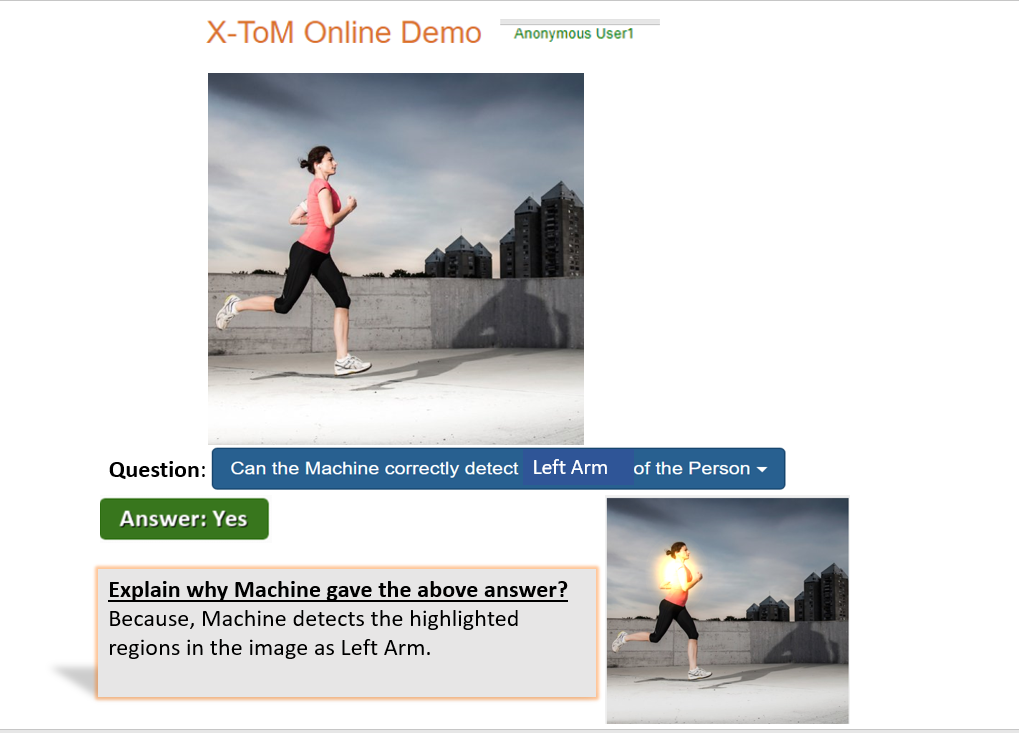 X-ToM Online Demo
Anonymous User1
Question: Can the Machine correctly detect Left Arm of the Person
Answer: Yes
Explain why Machine gave the above answer?
Because, Machine detects the highlighted
regions in the image as Left Arm.